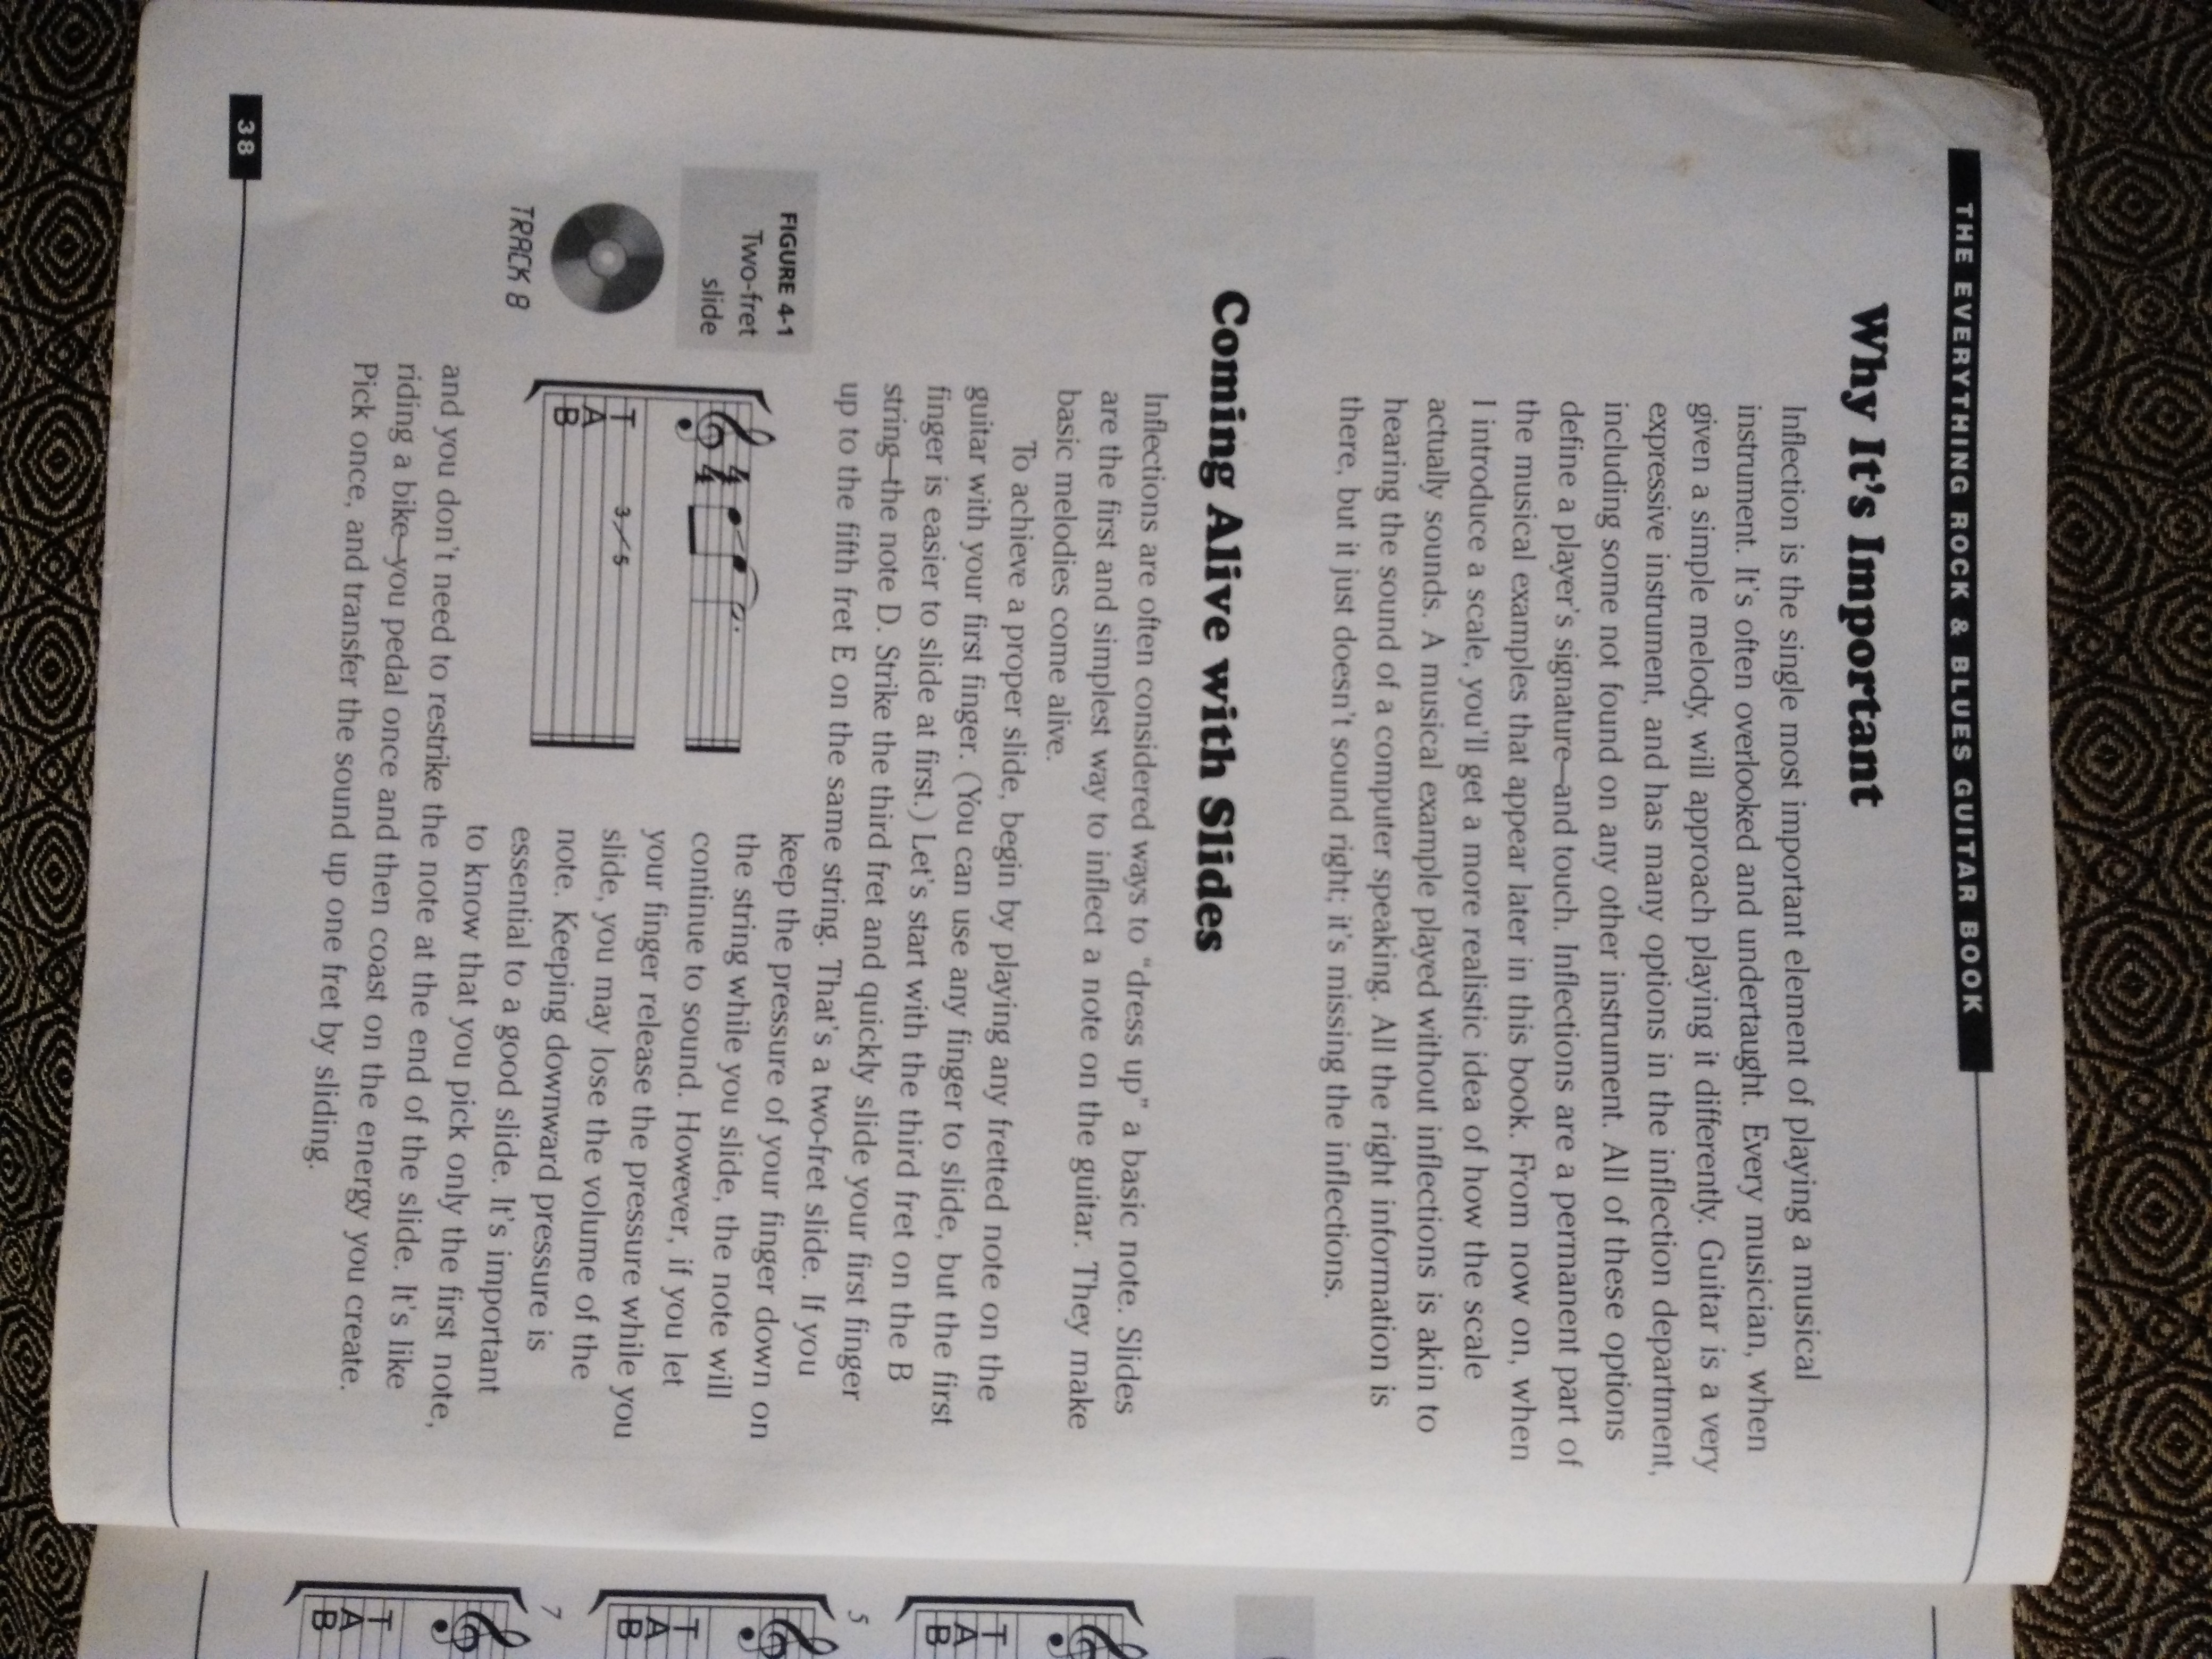 THE EVERYTHING ROCK & BLUES GUITAR BOOK
Why It's Important
Inflection is the single most important element of playing a musical
instrument. It's often overlooked and undertaught. Every musician, when
given a simple melody, will approach playing it differently. Guitar is a very
expressive instrument, and has many options in the inflection department,
including some not found on any other instrument. All of these options
define a player's signature—and touch. Inflections are a permanent part of
the musical examples that appear later in this book. From now on, when
I introduce a scale, you'll get a more realistic idea of how the scale
actually sounds. A musical example played without inflections is akin to
hearing the sound of a computer speaking. All the right information is
there, but it just doesn't sound right; it's missing the inflections.
Coming Alive with Slides
Inflections are often considered ways to “dress up” a basic note. Slides
are the first and simplest way to inflect a note on the guitar. They make
basic melodies come alive.
To achieve a proper slide, begin by playing any fretted note on the
guitar with your first finger. (You can use any finger to slide, but the first
finger is easier to slide at first.) Let's start with the third fret on the B
string—the note D. Strike the third fret and quickly slide your first finger
up to the fifth fret E on the same string. That's a two-fret slide. If you
keep the pressure of your finger down on
the string while you slide, the note will
continue to sound. However, if you let
your finger release the pressure while you
slide, you may lose the volume of the
note. Keeping downward pressure is
essential to a good slide. It's important
to know that you pick only the first note,
and you don't need to restrike the note at the end of the slide. It's like
riding a bike—you pedal once and then coast on the energy you create.
Pick once, and transfer the sound up one fret by sliding.
FIGURE 4-1
Two-fret
slide
TRACK 8
4
4
T
A
B
3 5
38
T
A
B
5
T
A
B
7
T
A
B